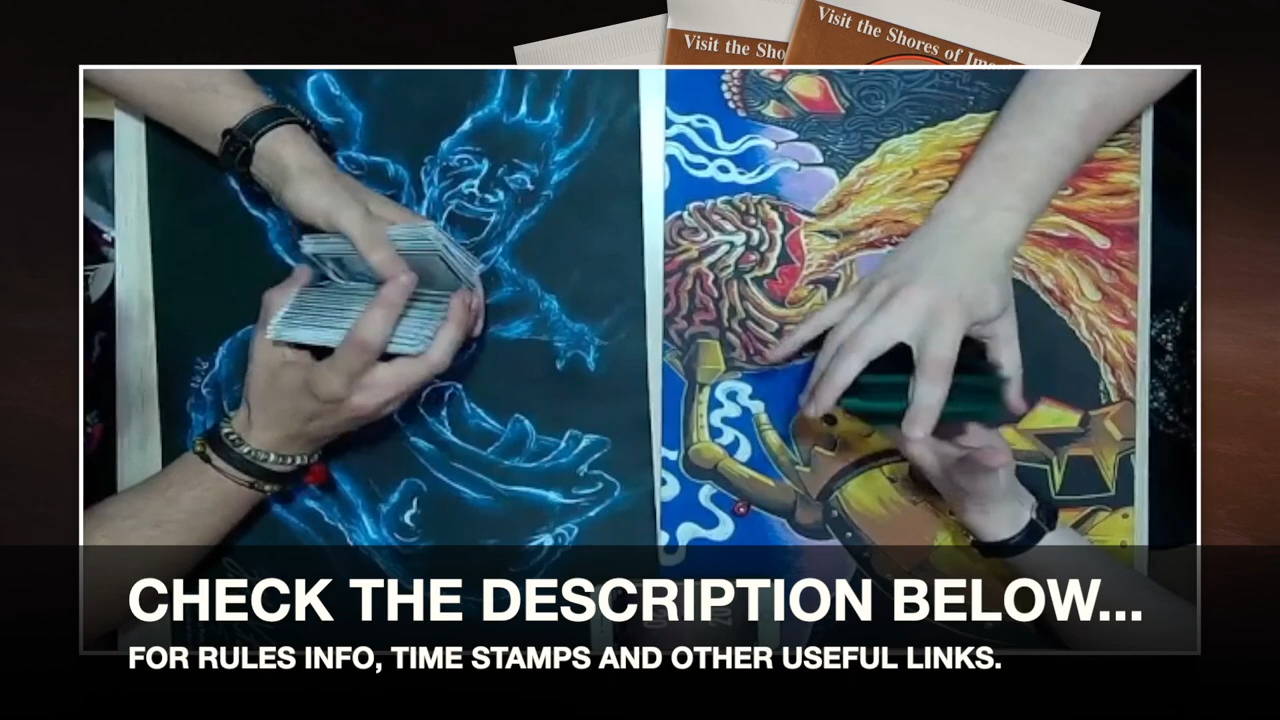 Visit the Sho
Visit the Shores of Ima
CHECK THE DESCRIPTION BELOW...
FOR RULES INFO, TIME STAMPS AND OTHER USEFUL LINKS.